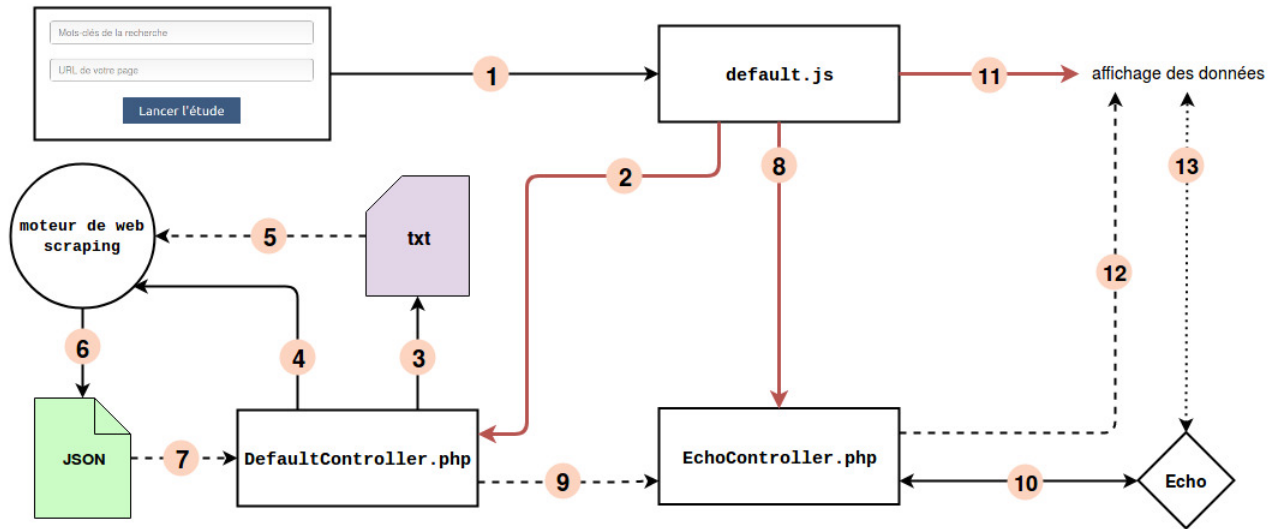 Mots-clés de la recherche
URL de votre page
Lancer l'étude
1
default.js
11
affichage des données
2
8
13
moteur de web
scraping
5
txt
12
6
4
3
JSON
7
DefaultController.php
9
EchoController.php
10
Echo